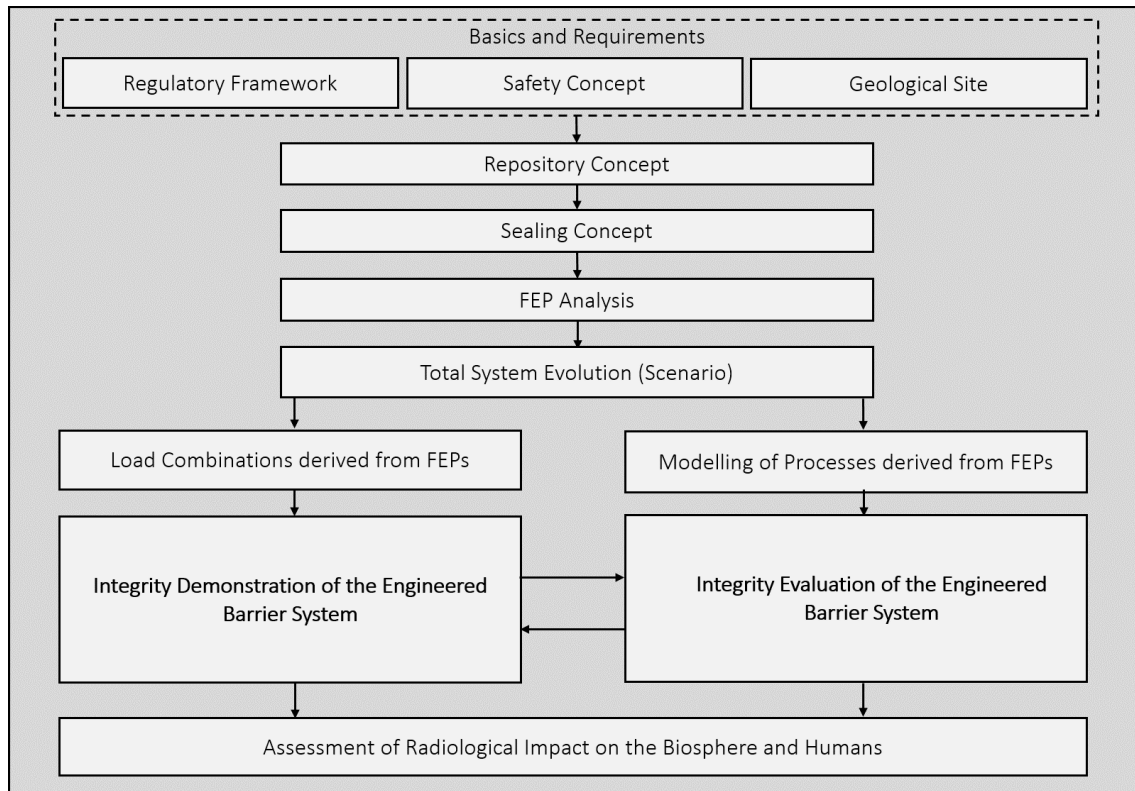 Basics and Requirements
Regulatory Framework
Safety Concept
Geological Site
Repository Concept
Sealing Concept
FEP Analysis
Total System Evolution (Scenario)
Load Combinations derived from FEPs
Modelling of Processes derived from FEPs
Integrity Demonstration of the Engineered
Barrier System
Integrity Evaluation of the Engineered
Barrier System
Assessment of Radiological Impact on the Biosphere and Humans